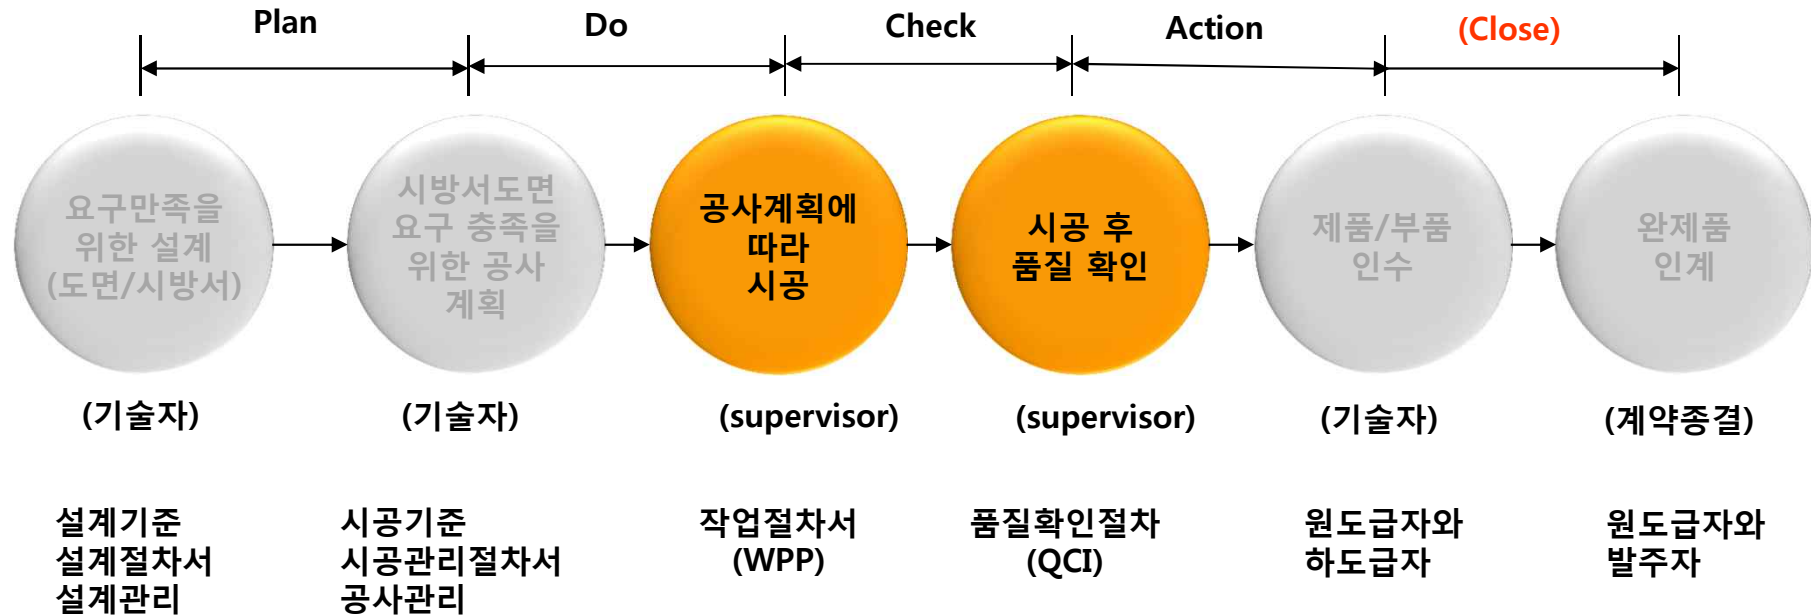 Plan
Do
Check
Action
(Close)
요구만족을
위한 설계
(도면/시방서)
시방서도면
요구 충족을
위한 공사
계획
공사계획에
따라
시공
시공 후
품질 확인
제품/부품
인수
완제품
인계
(기술자)
(기술자)
(supervisor)
(supervisor)
(기술자)
(계약종결)
설계기준
설계절차서
설계관리
시공기준
시공관리절차서
공사관리
작업절차서
(WPP)
품질확인절차
(QCI)
원도급자와
하도급자
원도급자와
발주자